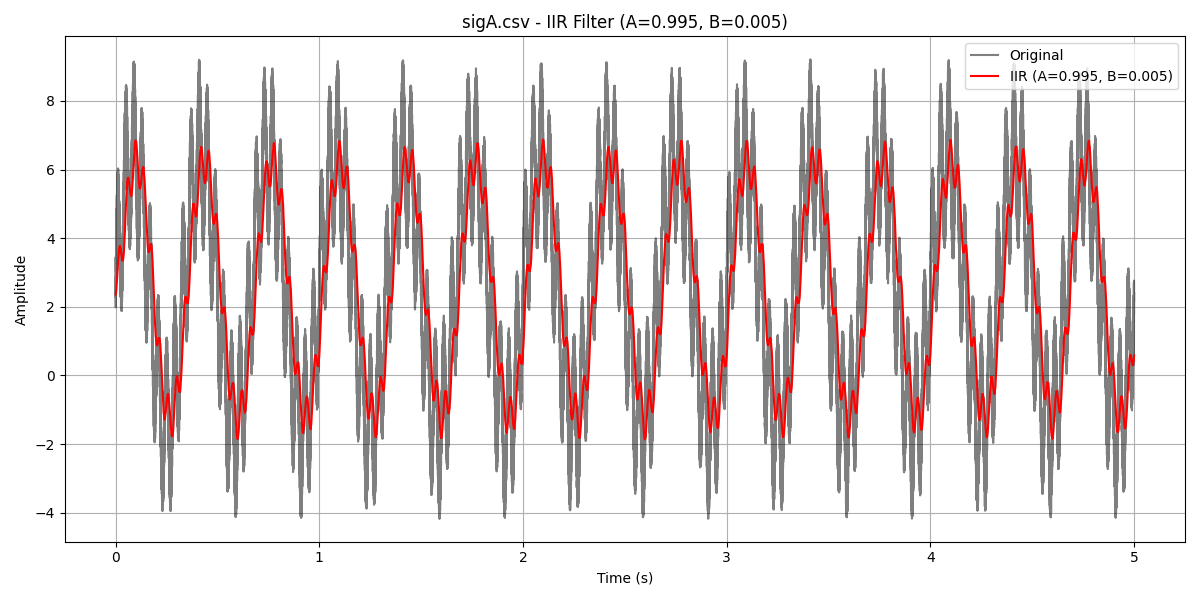 sigA.csv - IIR Filter (A=0.995, B=0.005)
Original
IIR (A=0.995, B=0.005)
Amplitude
8
6
4
2
0
−2
−4
0 1 2 3 4 5
Time (s)